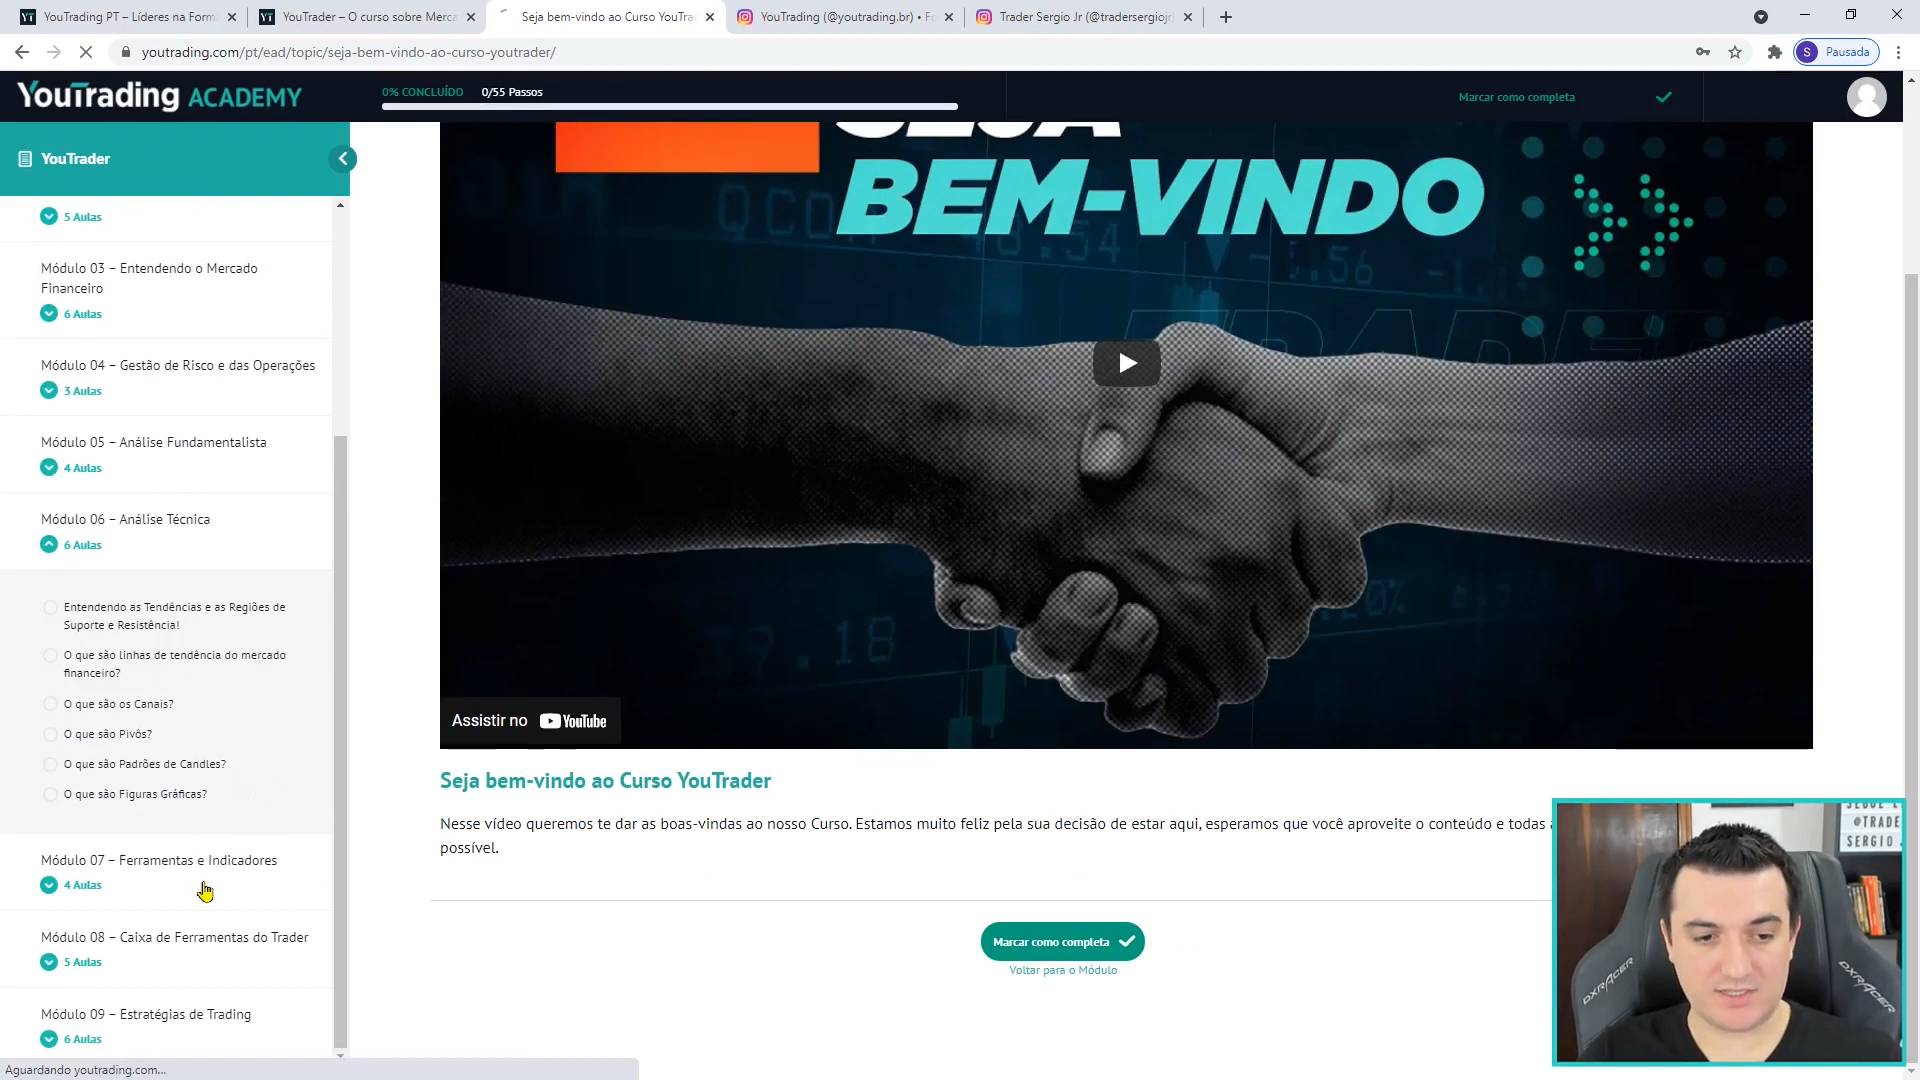 YouTrading PT – Líderes na Form
YouTrader – O curso sobre Merca
Seja bem-vindo ao Curso YouTra
YouTrading (@youtrading.br) • Fo
Trader Sergio Jr (@tradersergiojr
youtrading.com/pt/ead/topic/seja-bem-vindo-ao-curso-youtrader/
S
Pausada
YouTrading ACADEMY
0% CONCLUÍDO
0/55 Passos
Marcar como completa
YouTrader
5 Aulas
Módulo 03 – Entendendo o Mercado
Financeiro
6 Aulas
Módulo 04 – Gestão de Risco e das Operações
3 Aulas
Módulo 05 – Análise Fundamentalista
4 Aulas
Módulo 06 – Análise Técnica
6 Aulas
Entendendo as Tendências e as Regiões de
Suporte e Resistência!
O que são linhas de tendência do mercado
financeiro?
O que são os Canais?
O que são Pivôs?
O que são Padrões de Candles?
O que são Figuras Gráficas?
Módulo 07 – Ferramentas e Indicadores
4 Aulas
Módulo 08 – Caixa de Ferramentas do Trader
5 Aulas
Módulo 09 – Estratégias de Trading
6 Aulas
Aguardando youtrading.com...
SEJA
BEM-VINDO
Assistir no YouTube
Seja bem-vindo ao Curso YouTrader
Nesse vídeo queremos te dar as boas-vindas ao nosso Curso. Estamos muito feliz pela sua decisão de estar aqui, esperamos que você aproveite o conteúdo e todas a
possível.
Marcar como completa
Voltar para o Módulo
@TRADE
SERGIO J
DXRACER
DXRACER